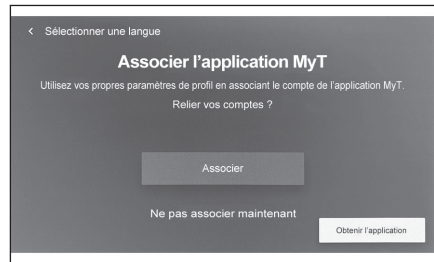 Sélectionner une langue
Associer l'application MyT
Utilisez vos propres paramètres de profil en associant le compte de l'application MyT.
Relier vos comptes ?
Associer
Ne pas associer maintenant
Obtenir l'application